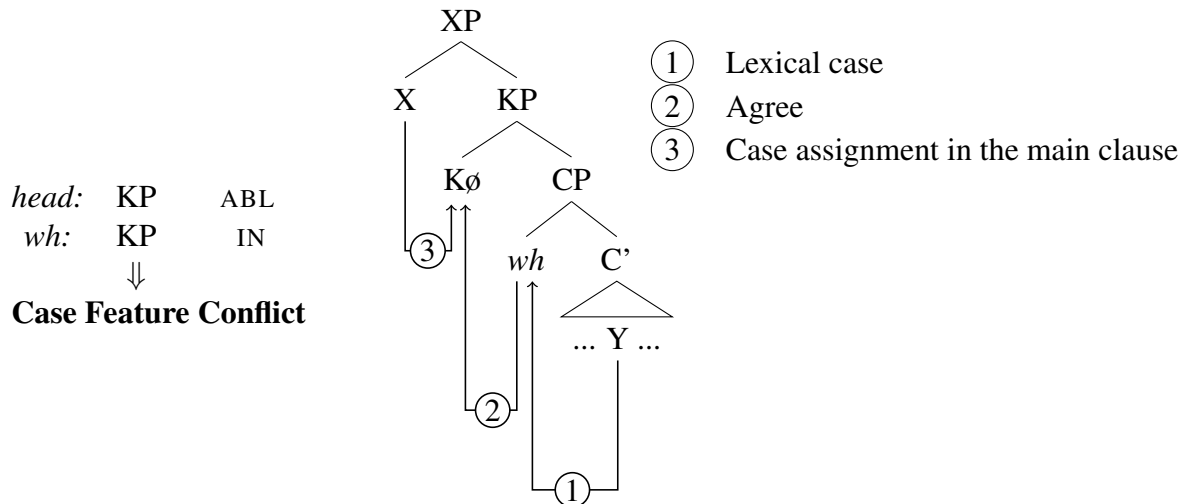 XP
X KP
Kø CP
wh C’
... Y ...
3
2
1
1 Lexical case
2 Agree
3 Case assignment in the main clause
head: KP ABL
wh: KP IN
⇓
Case Feature Conflict